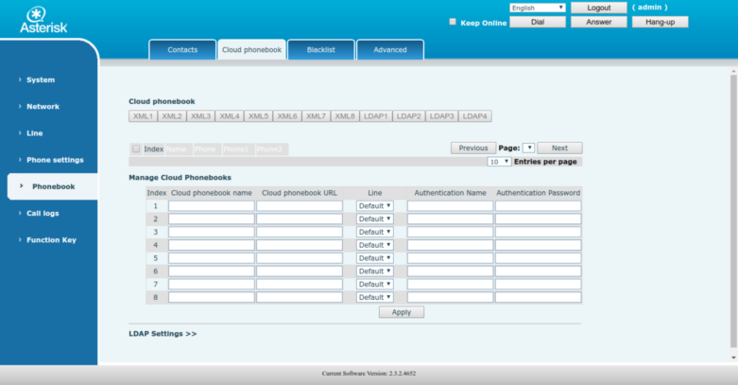 English Logout ( admin )
Keep Online Dial Answer Hang-up
Asterisk
Contacts Cloud phonebook Blacklist Advanced
System
Network
Line
Phone settings
Phonebook
Call logs
Function Key
Cloud phonebook
XML1 XML2 XML3 XML4 XML5 XML6 XML7 XML8 LDAP1 LDAP2 LDAP3 LDAP4
Index Name Phone Phone1 Phone2 Previous Page: Next
10 Entries per page
Manage Cloud Phonebooks
Index Cloud phonebook name Cloud phonebook URL Line Authentication Name Authentication Password
1 Default
2 Default
3 Default
4 Default
5 Default
6 Default
7 Default
8 Default
Apply
LDAP Settings >>
Current Software Version: 2.3.2.4652